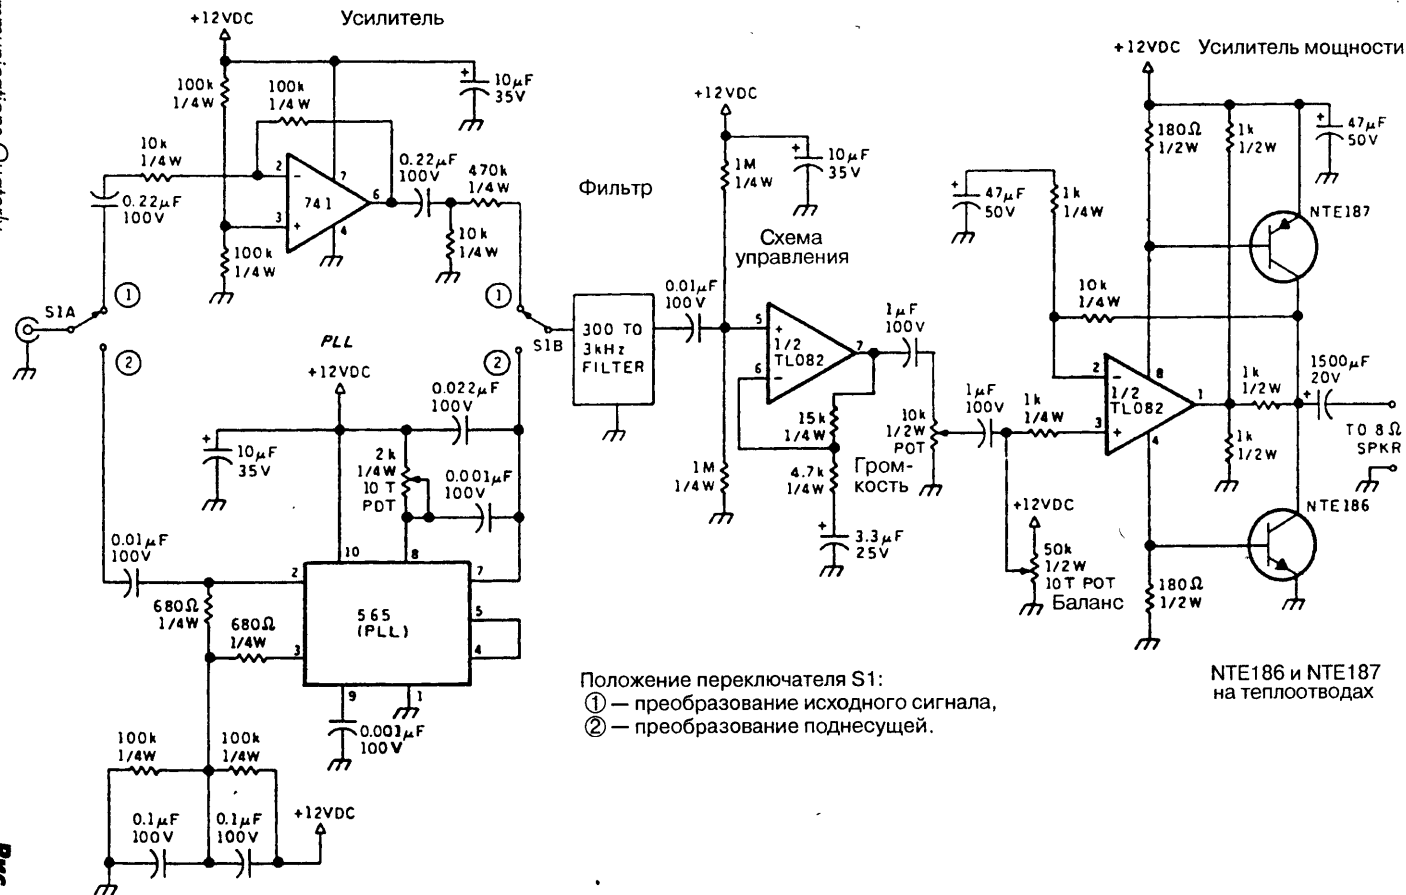 +12VDC
Усилитель
100k
1/4W
100k
1/4W
10µF
35V
10k
1/4W
0.22µF
100V
2
7
741
6
3
4
0.22µF
100V
470k
1/4W
10k
1/4W
100k
1/4W
S1A
1
2
1
2
S1B
Фильтр
300 TO
3kHz
FILTER
PLL
+12VDC
0.022µF
100V
10µF
35V
2k
1/4W
10 T
POT
0.001µF
100V
0.01µF
100V
10
8
2
7
565
(PLL)
5
4
3
9
1
680Ω
1/4W
680Ω
1/4W
0.001µF
100V
100k
1/4W
100k
1/4W
0.1µF
100V
0.1µF
100V
+12VDC
+12VDC
1M
1/4W
10µF
35V
Схема
управления
0.01µF
100V
5
6
7
1/2
TL082
1µF
100V
15k
1/4W
4.7k
1/4W
1M
1/4W
3.3µF
25V
10k
1/2W
POT
Гром-
кость
1µF
100V
1k
1/4W
+12VDC
50k
1/2W
10T POT
Баланс
+12VDC
Усилитель мощности
180Ω
1/2W
1k
1/2W
47µF
50V
47µF
50V
1k
1/4W
NTE187
10k
1/4W
2
8
1/2
TL082
1
3
4
1k
1/2W
1k
1/2W
1500µF
20V
TO 8 Ω
SPKR
NTE186
180Ω
1/2W
NTE186 и NTE187
на теплоотводах
Положение переключателя S1:
1 — преобразование исходного сигнала,
2 — преобразование поднесущей.